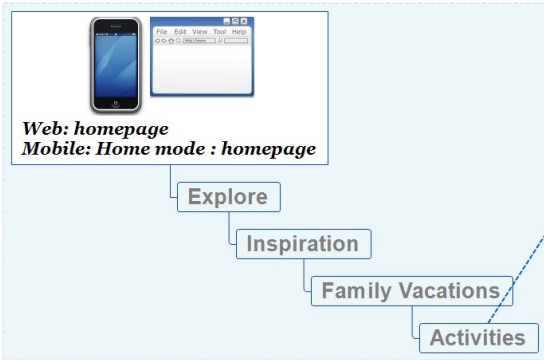 File Edit View Tool Help
Web: homepage
Mobile: Home mode : homepage
Explore
Inspiration
Family Vacations
Activities